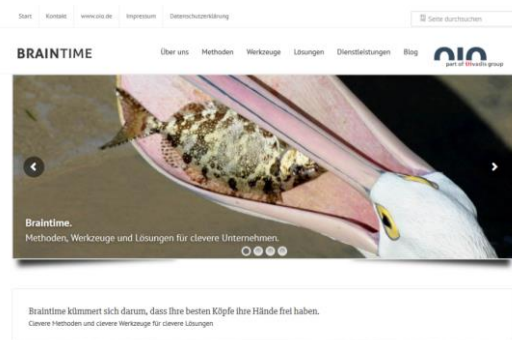 Start Kontakt www.oio.de Impressum Datenschutzerklärung Seite durchsuchen
BRAINTIME Über uns Methoden Werkzeuge Lösungen Dienstleistungen Blog OIO
part of trivadis group
Braintime.
Methoden, Werkzeuge und Lösungen für clevere Unternehmen.
Braintime kümmert sich darum, dass Ihre besten Köpfe ihre Hände frei haben.
Clevere Methoden und clevere Werkzeuge für clevere Lösungen